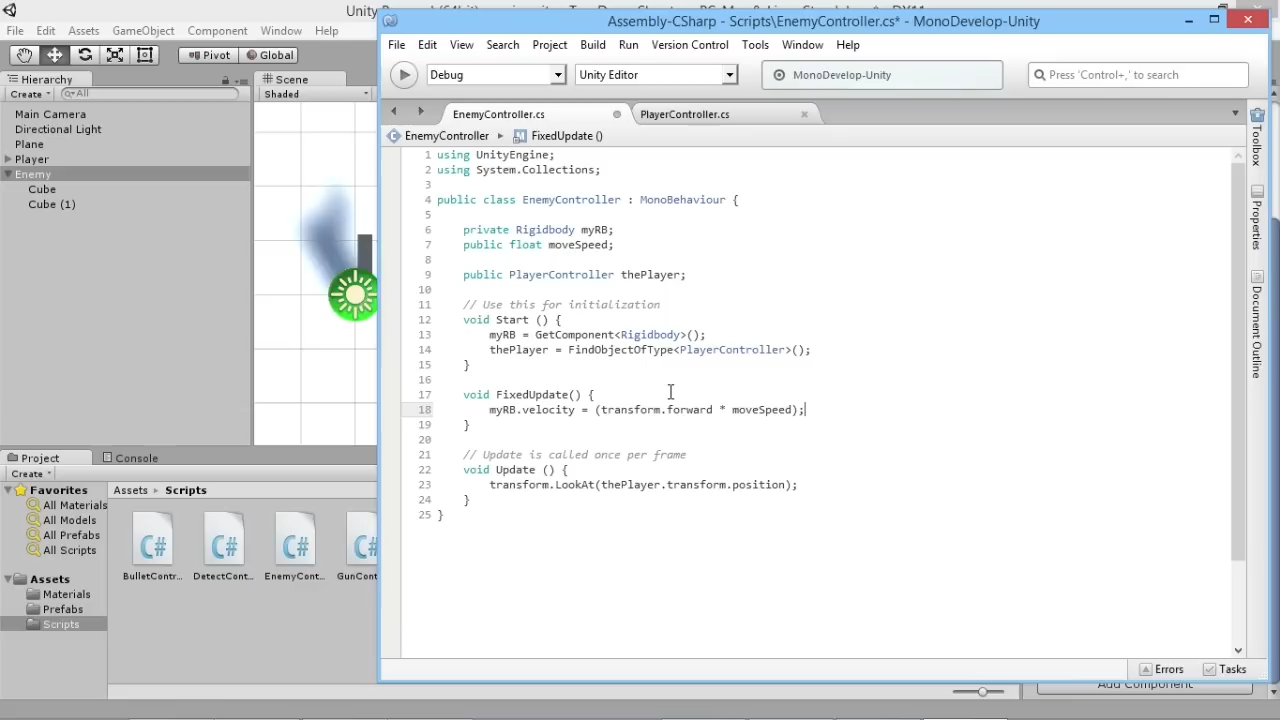 Assembly-CSharp - Scripts\EnemyController.cs* - MonoDevelop-Unity
File Edit Assets GameObject Component Window Help
File Edit View Search Project Build Run Version Control Tools Window Help
Pivot Global
Debug Unity Editor MonoDevelop-Unity Press 'Control+,' to search
Hierarchy Scene
Create All Shaded
EnemyController.cs PlayerController.cs
EnemyController FixedUpdate ()
Main Camera
Directional Light
Plane
Player
Enemy
Cube
Cube (1)
1 using UnityEngine;
2 using System.Collections;
3
4 public class EnemyController : MonoBehaviour {
5
6 private Rigidbody myRB;
7 public float moveSpeed;
8
9 public PlayerController thePlayer;
10
11 // Use this for initialization
12 void Start () {
13 myRB = GetComponent<Rigidbody>();
14 thePlayer = FindObjectOfType<PlayerController>();
15 }
16
17 void FixedUpdate() {
18 myRB.velocity = (transform.forward * moveSpeed);
19 }
20
21 // Update is called once per frame
22 void Update () {
23 transform.LookAt(thePlayer.transform.position);
24 }
25 }
Toolbox
Properties
Document Outline
Project Console
Create
Favorites
All Materials
All Models
All Prefabs
All Scripts
Assets
Materials
Prefabs
Scripts
Assets Scripts
BulletContr... DetectCont... EnemyCont... GunCont
Errors Tasks
Add Component